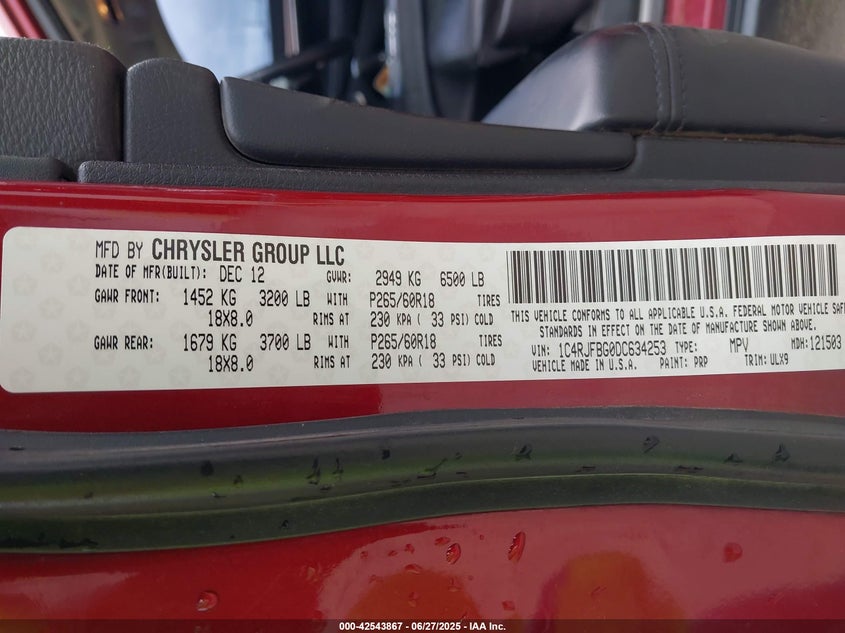 MFD BY CHRYSLER GROUP LLC
DATE OF MFR(BUILT): DEC 12 GVWR: 2949 KG 6500 LB
GAWR FRONT: 1452 KG 3200 LB WITH P265/60R18 TIRES
18X8.0 RIMS AT 230 KPA ( 33 PSI) COLD
GAWR REAR: 1679 KG 3700 LB WITH P265/60R18 TIRES
18X8.0 RIMS AT 230 KPA ( 33 PSI) COLD
THIS VEHICLE CONFORMS TO ALL APPLICABLE U.S.A. FEDERAL MOTOR VEHICLE
STANDARDS IN EFFECT ON THE DATE OF MANUFACTURE SHOWN ABOVE.
VIN: 1C4RJFBG0DC634253 TYPE: MPV MDH: 121503
VEHICLE MADE IN U.S.A. PAINT: PRP TRIM: ULX9
000-42543867 - 06/27/2025 - IAA Inc.